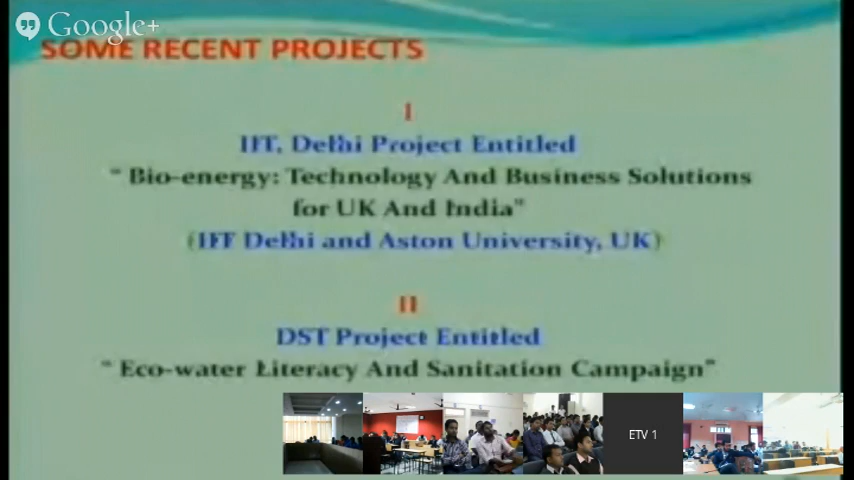 Google+
SOME RECENT PROJECTS
I
IIT, Delhi Project Entitled
" Bio-energy: Technology And Business Solutions
for UK And India"
(IIT Delhi and Aston University, UK)
II
DST Project Entitled
" Eco-water Literacy And Sanitation Campaign"
ETV 1